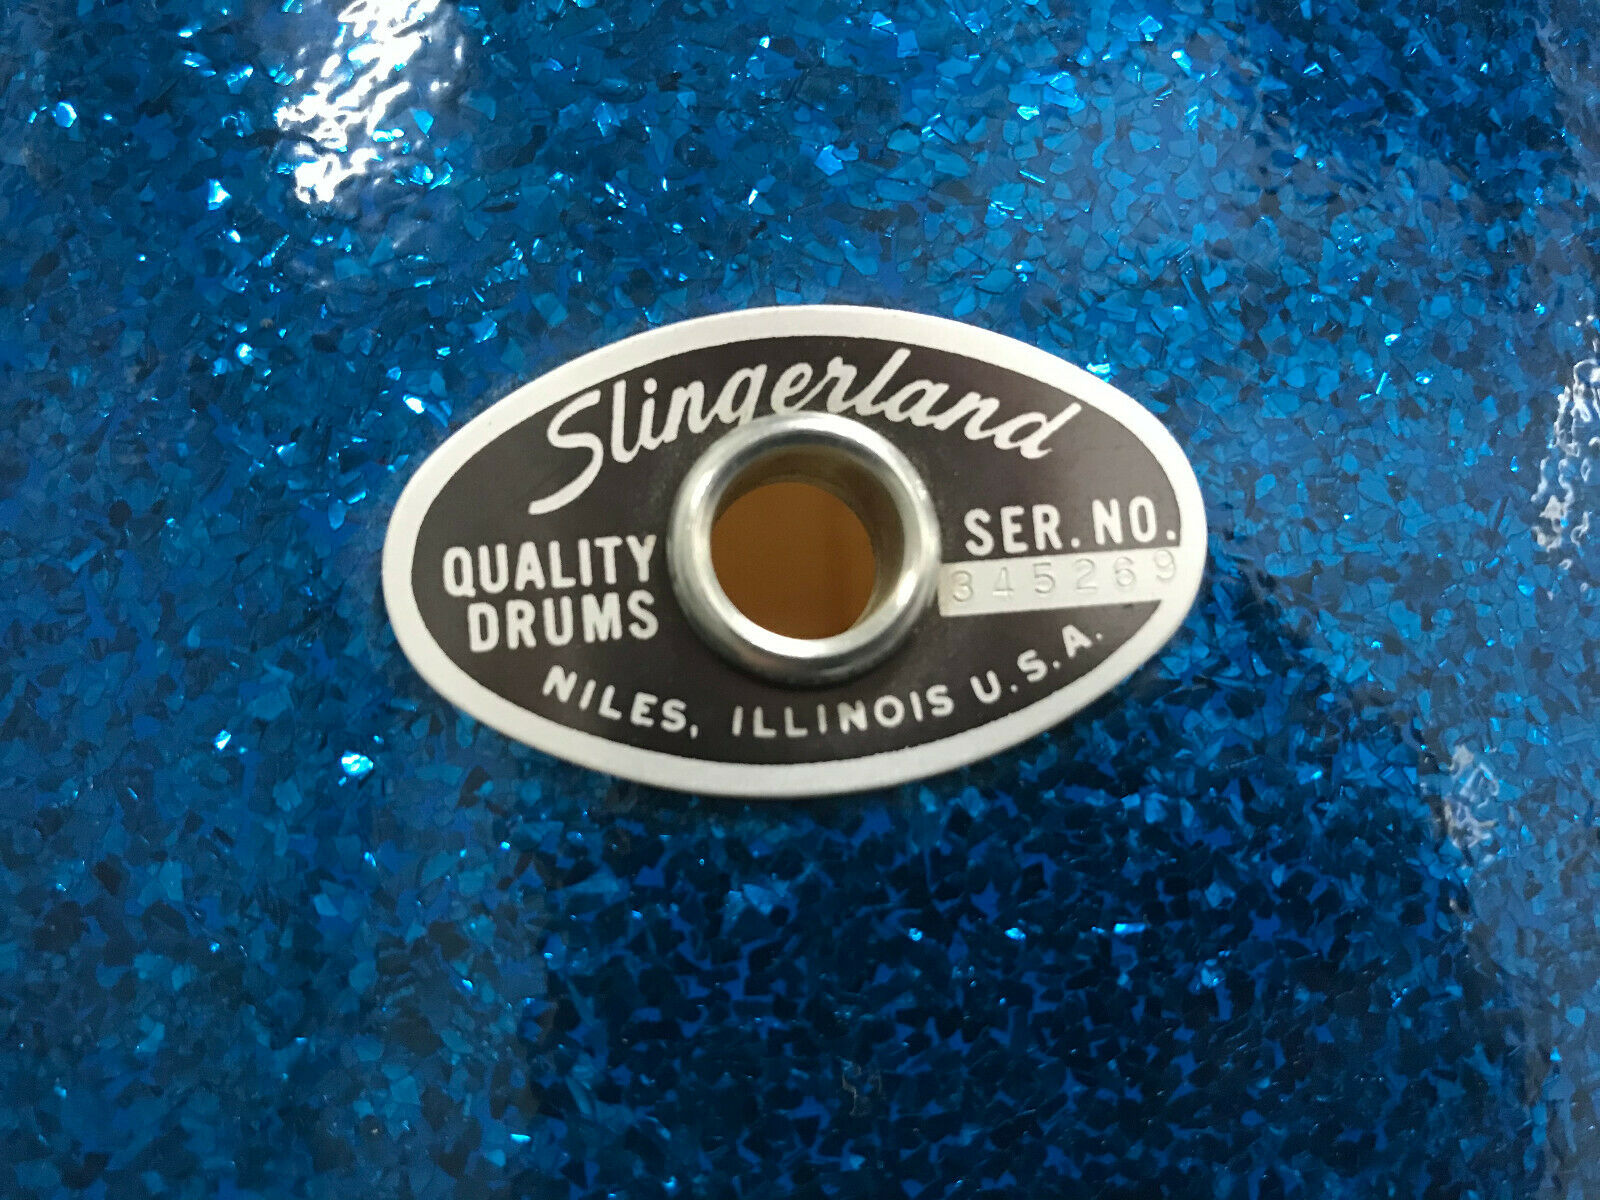 Slingerland
QUALITY
DRUMS
SER. NO.
345269
NILES, ILLINOIS U.S.A.